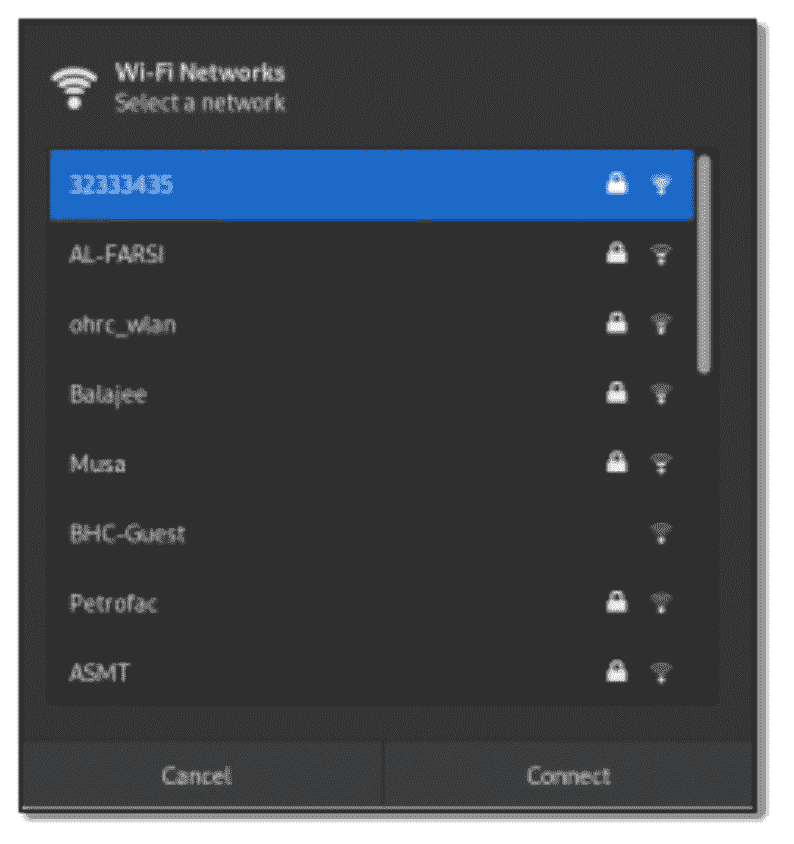 Wi-Fi Networks
Select a network
32333435
AL-FARSI
ohrc_wlan
Balajee
Musa
BHC-Guest
Petrofac
ASMT
Cancel
Connect